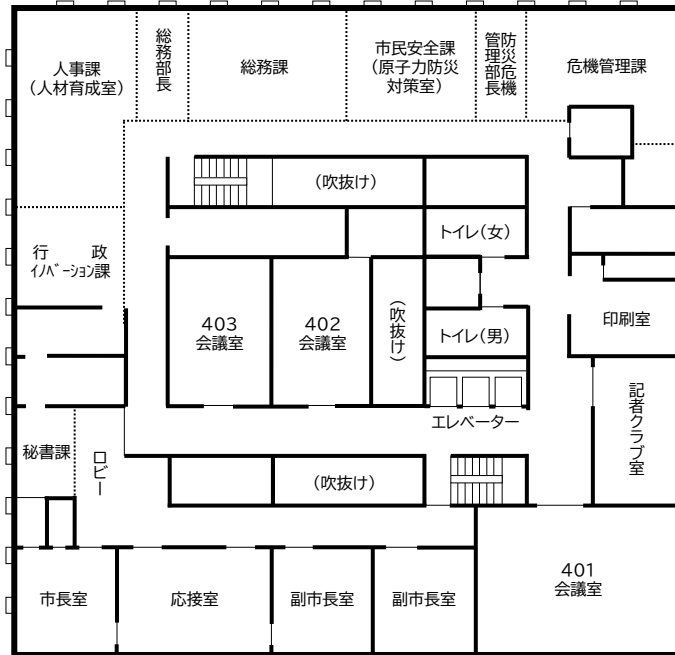 人事課
（人材育成室）
総務部長
総務課
市民安全課
（原子力防災
対策室）
防災危機
管理部長
危機管理課
（吹抜け）
トイレ（女）
行　政
ｲﾉﾍﾞｰｼｮﾝ課
403
会議室
402
会議室
（吹抜け）
トイレ（男）
印刷室
エレベーター
記者クラブ室
秘書課
ロビー
（吹抜け）
市長室
応接室
副市長室
副市長室
401
会議室